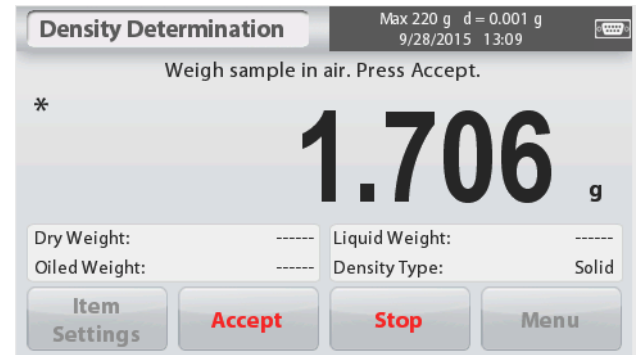 Density Determination
Max 220 g d = 0.001 g
9/28/2015 13:09
Weigh sample in air. Press Accept.
*
1.706 g
Dry Weight: ------ Liquid Weight: ------
Oiled Weight: ------ Density Type: Solid
Item
Settings
Accept
Stop
Menu